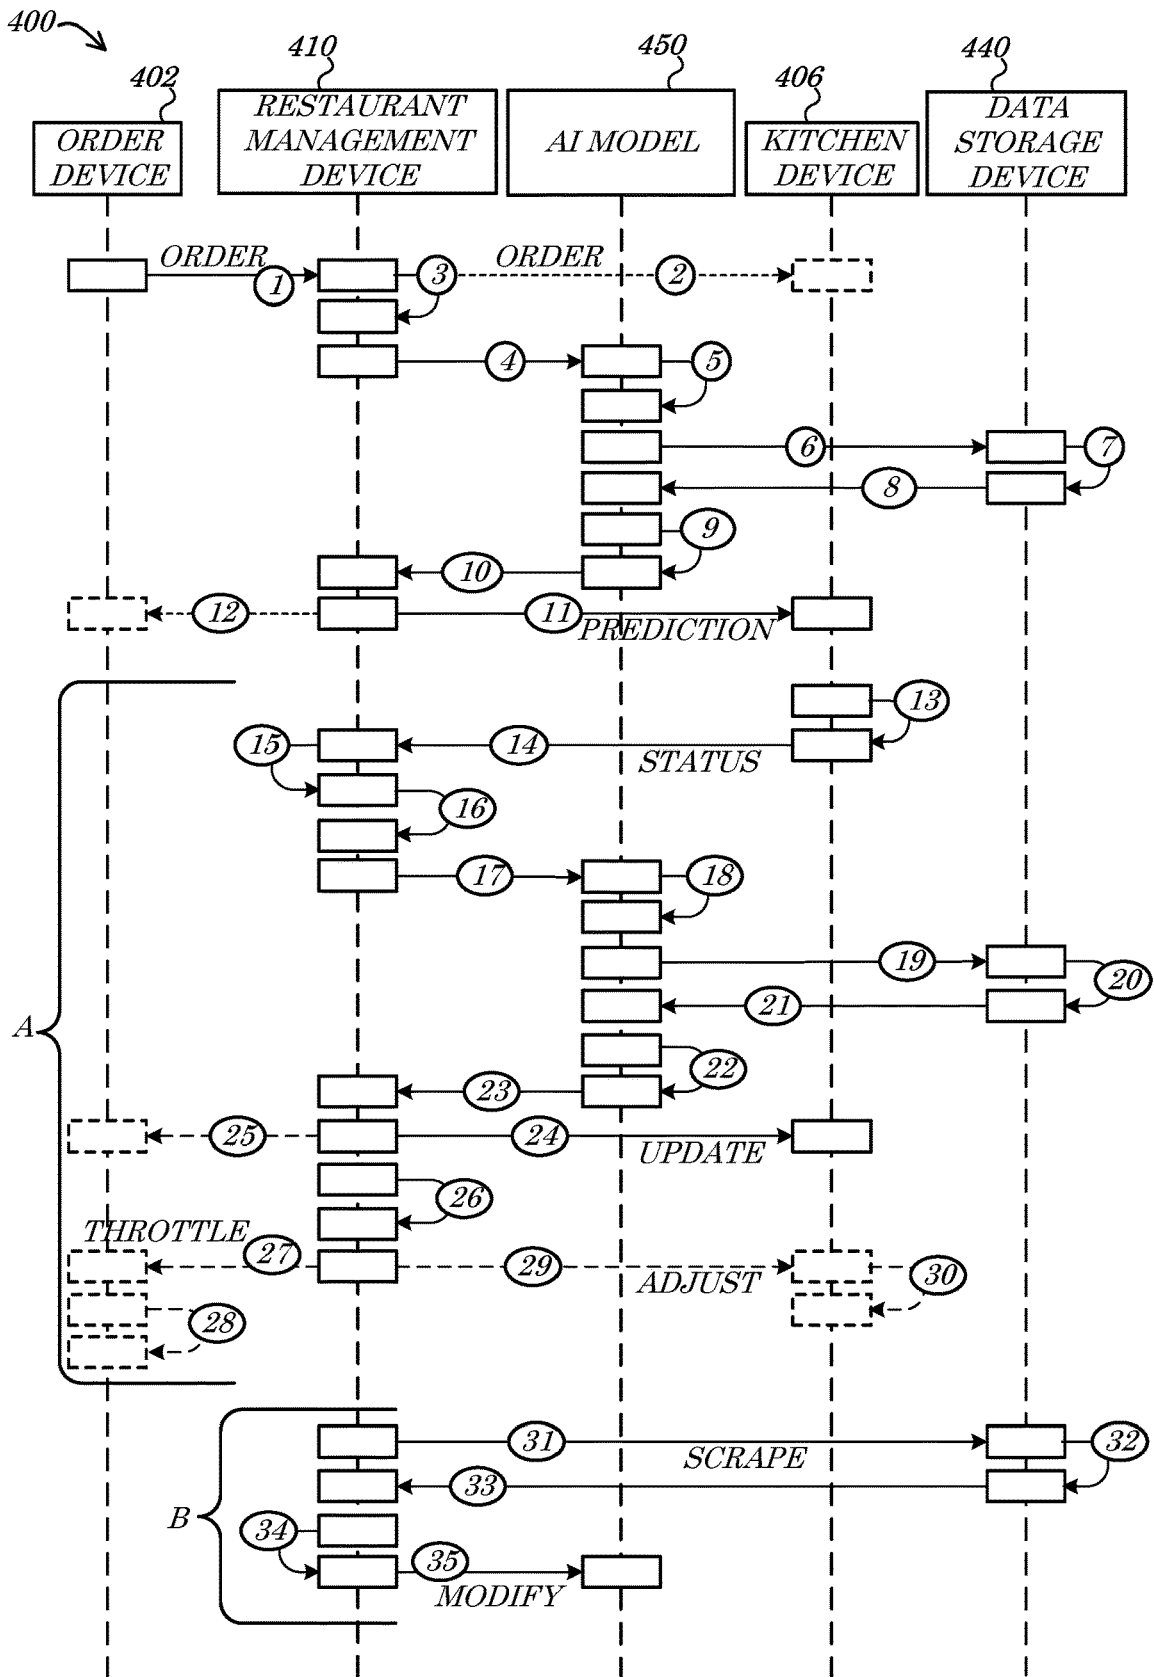 400
410
450
440
402
406
RESTAURANT
MANAGEMENT
DEVICE
AI MODEL
DATA
STORAGE
DEVICE
ORDER
DEVICE
KITCHEN
DEVICE
ORDER
1
3
ORDER
2
4
5
6
7
8
9
10
12
11
PREDICTION
13
15
14
STATUS
16
17
18
19
20
21
A
22
23
25
24
UPDATE
26
THROTTLE
27
29
ADJUST
30
28
31
SCRAPE
32
33
B
34
35
MODIFY